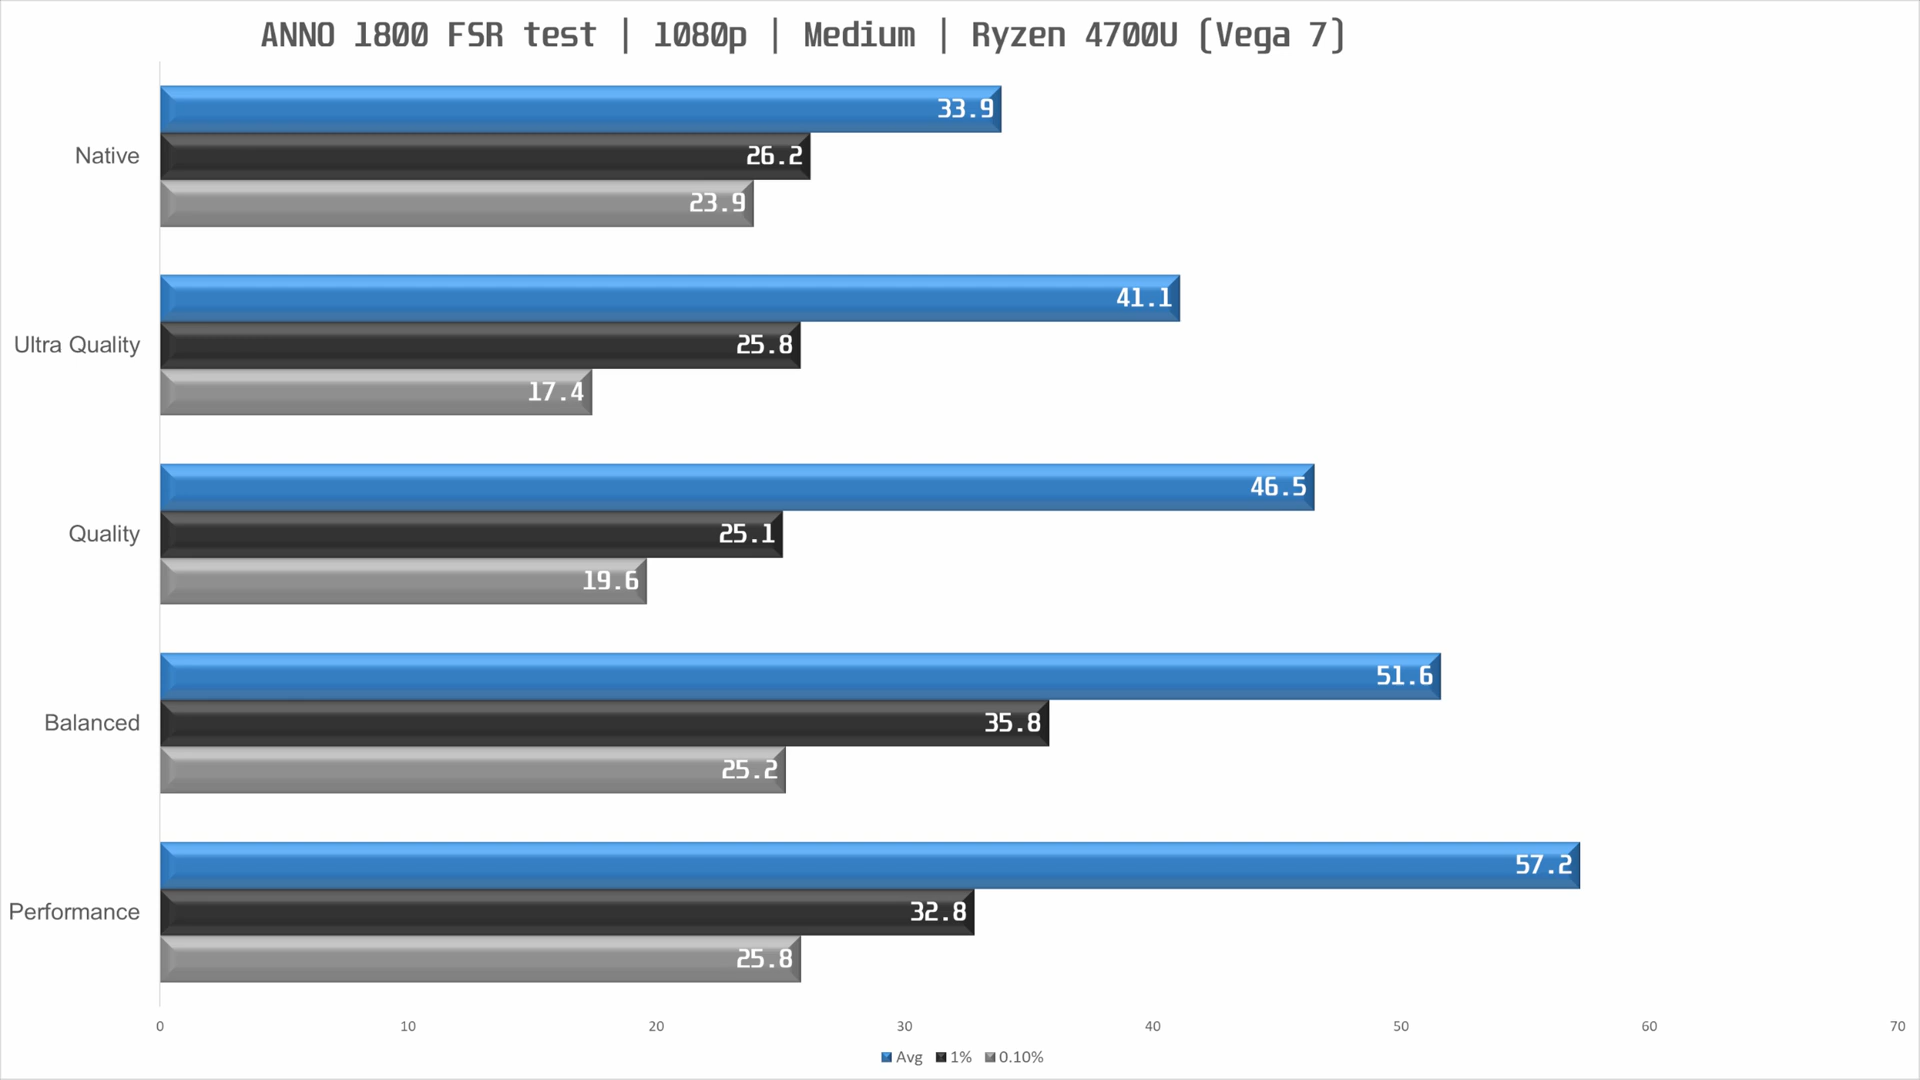 ANNO 1800 FSR test | 1080p | Medium | Ryzen 4700U (Vega 7)
33.9
Native
26.2
23.9
41.1
Ultra Quality
25.8
17.4
46.5
Quality
25.1
19.6
51.6
Balanced
35.8
25.2
57.2
Performance
32.8
25.8
0 10 20 30 40 50 60 70
Avg 1% 0.10%